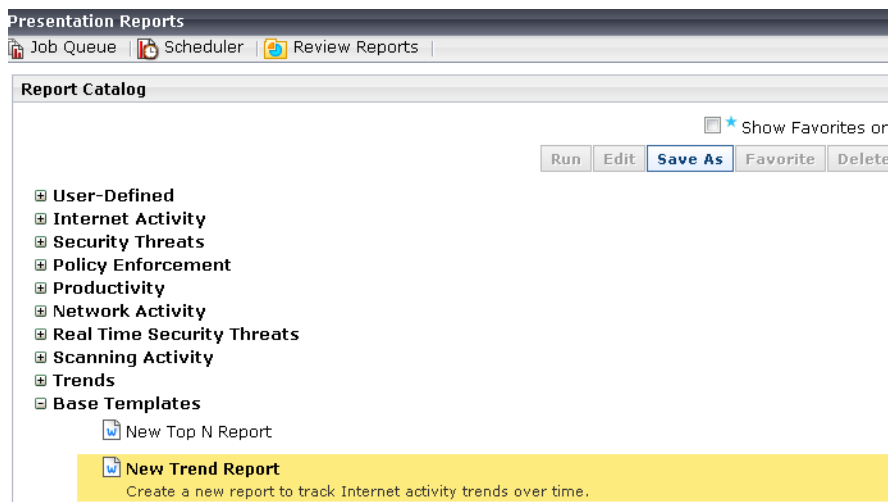 Presentation Reports
Job Queue | Scheduler | Review Reports |
Report Catalog
Show Favorites or
Run Edit Save As Favorite Delete
User-Defined
Internet Activity
Security Threats
Policy Enforcement
Productivity
Network Activity
Real Time Security Threats
Scanning Activity
Trends
Base Templates
New Top N Report
New Trend Report
Create a new report to track Internet activity trends over time.